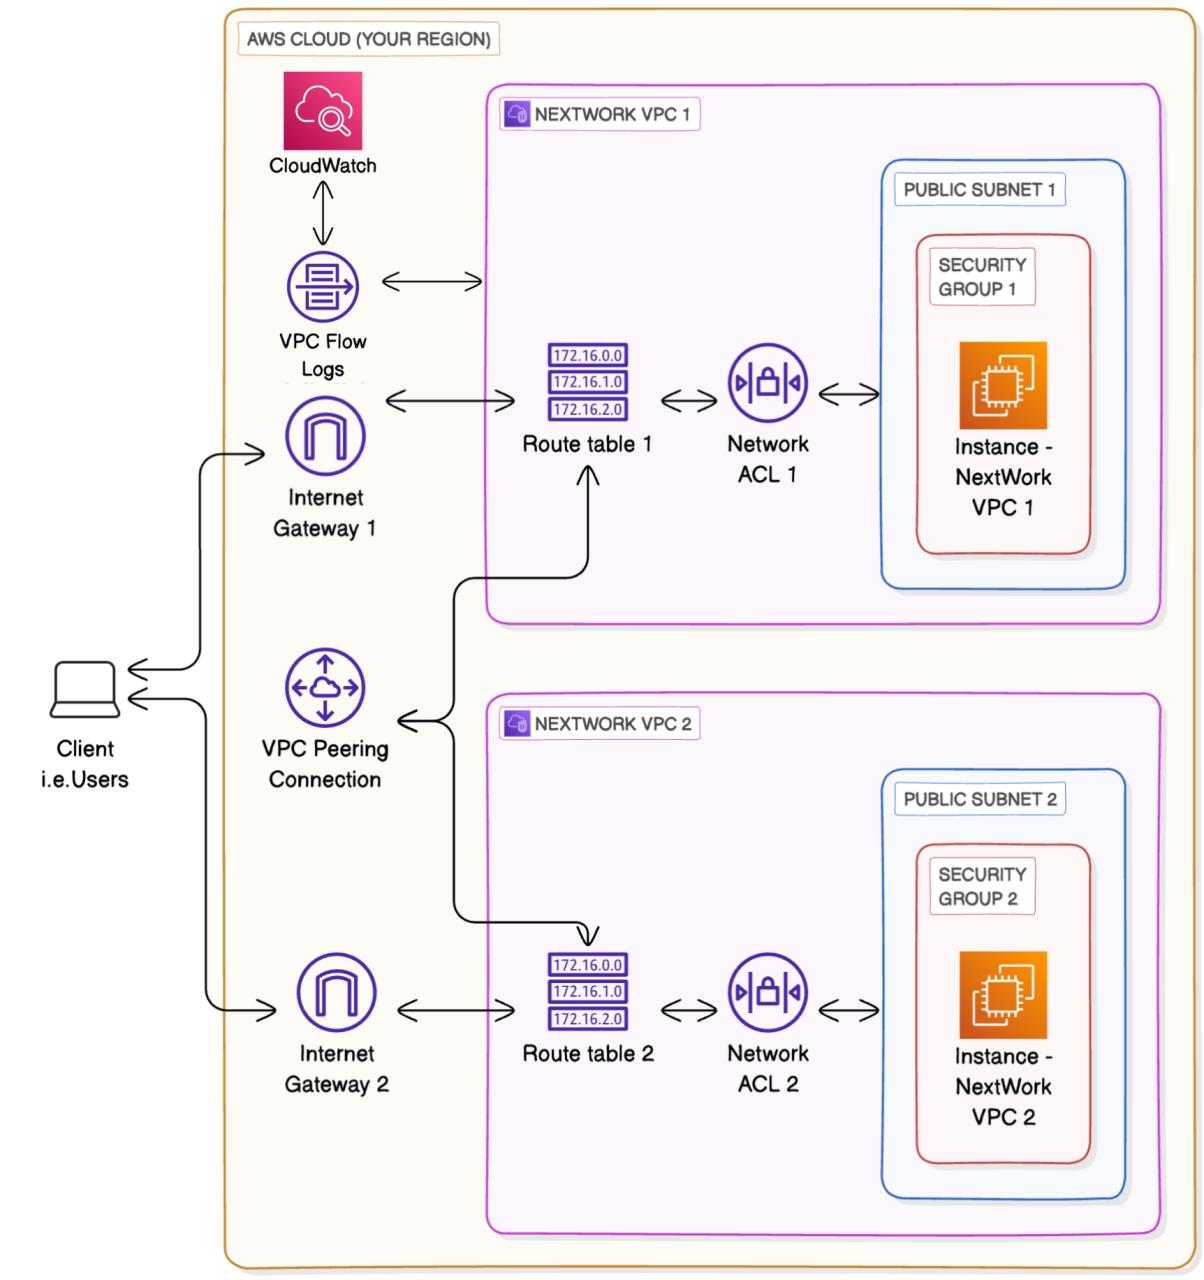 AWS CLOUD (YOUR REGION)
CloudWatch
VPC Flow
Logs
Internet
Gateway 1
NEXTWORK VPC 1
172.16.0.0
172.16.1.0
172.16.2.0
Route table 1
Network
ACL 1
PUBLIC SUBNET 1
SECURITY
GROUP 1
Instance -
NextWork
VPC 1
Client
i.e.Users
VPC Peering
Connection
NEXTWORK VPC 2
Internet
Gateway 2
172.16.0.0
172.16.1.0
172.16.2.0
Route table 2
Network
ACL 2
PUBLIC SUBNET 2
SECURITY
GROUP 2
Instance -
NextWork
VPC 2